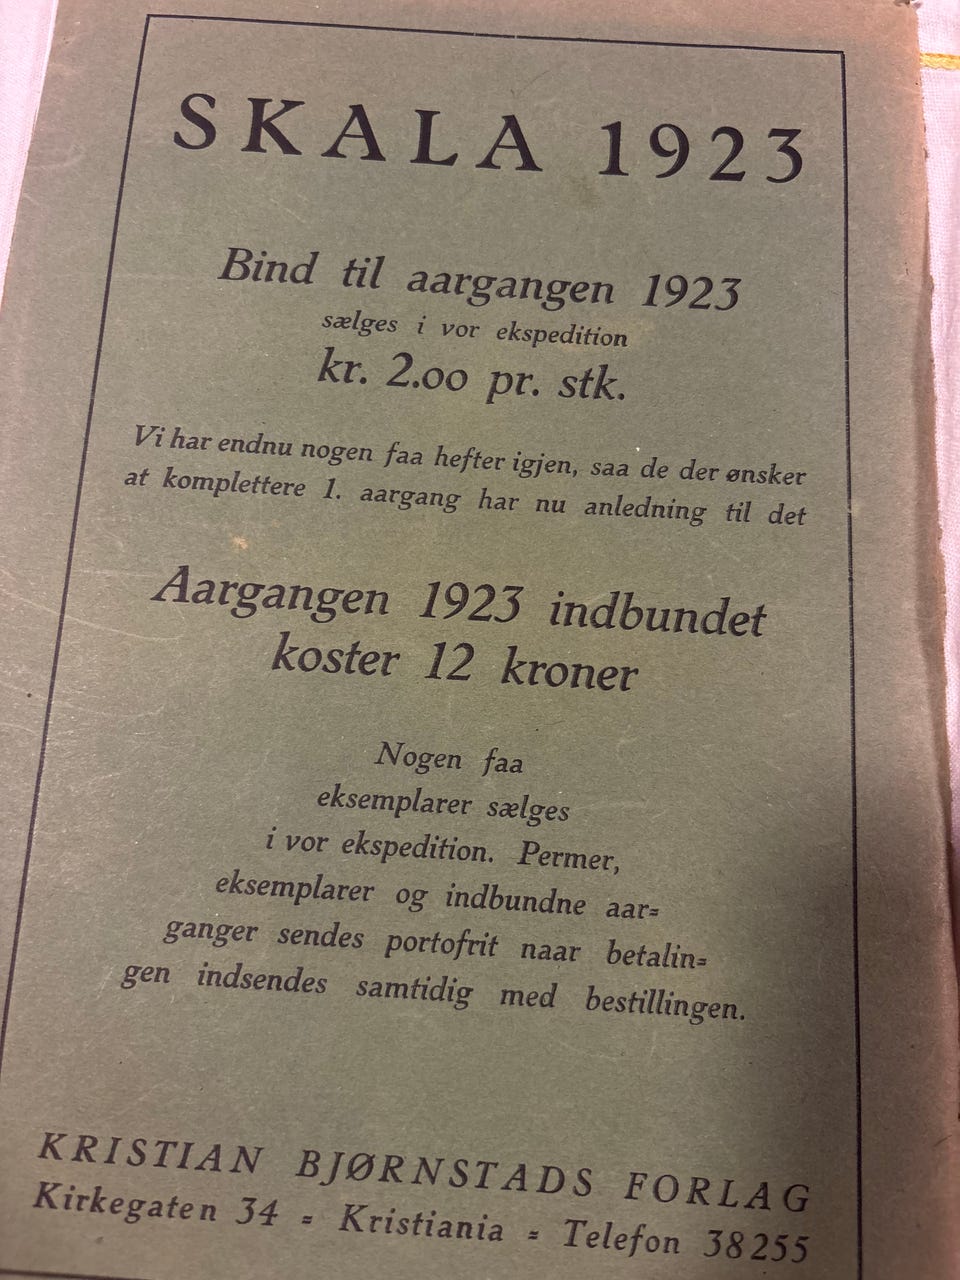 SKALA 1923
Bind til aargangen 1923
sælges i vor ekspedition
kr. 2.00 pr. stk.
Vi har endnu nogen faa hefter igjen, saa de der ønsker
at komplettere 1. aargang har nu anledning til det
Aargangen 1923 indbundet
koster 12 kroner
Nogen faa
eksemplarer sælges
i vor ekspedition. Permer,
eksemplarer og indbundne aar=
ganger sendes portofrit naar betalin=
gen indsendes samtidig med bestillingen.
KRISTIAN BJØRNSTADS FORLAG
Kirkegaten 34 = Kristiania = Telefon 38255